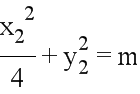 x₂²/4 + y₂² = m